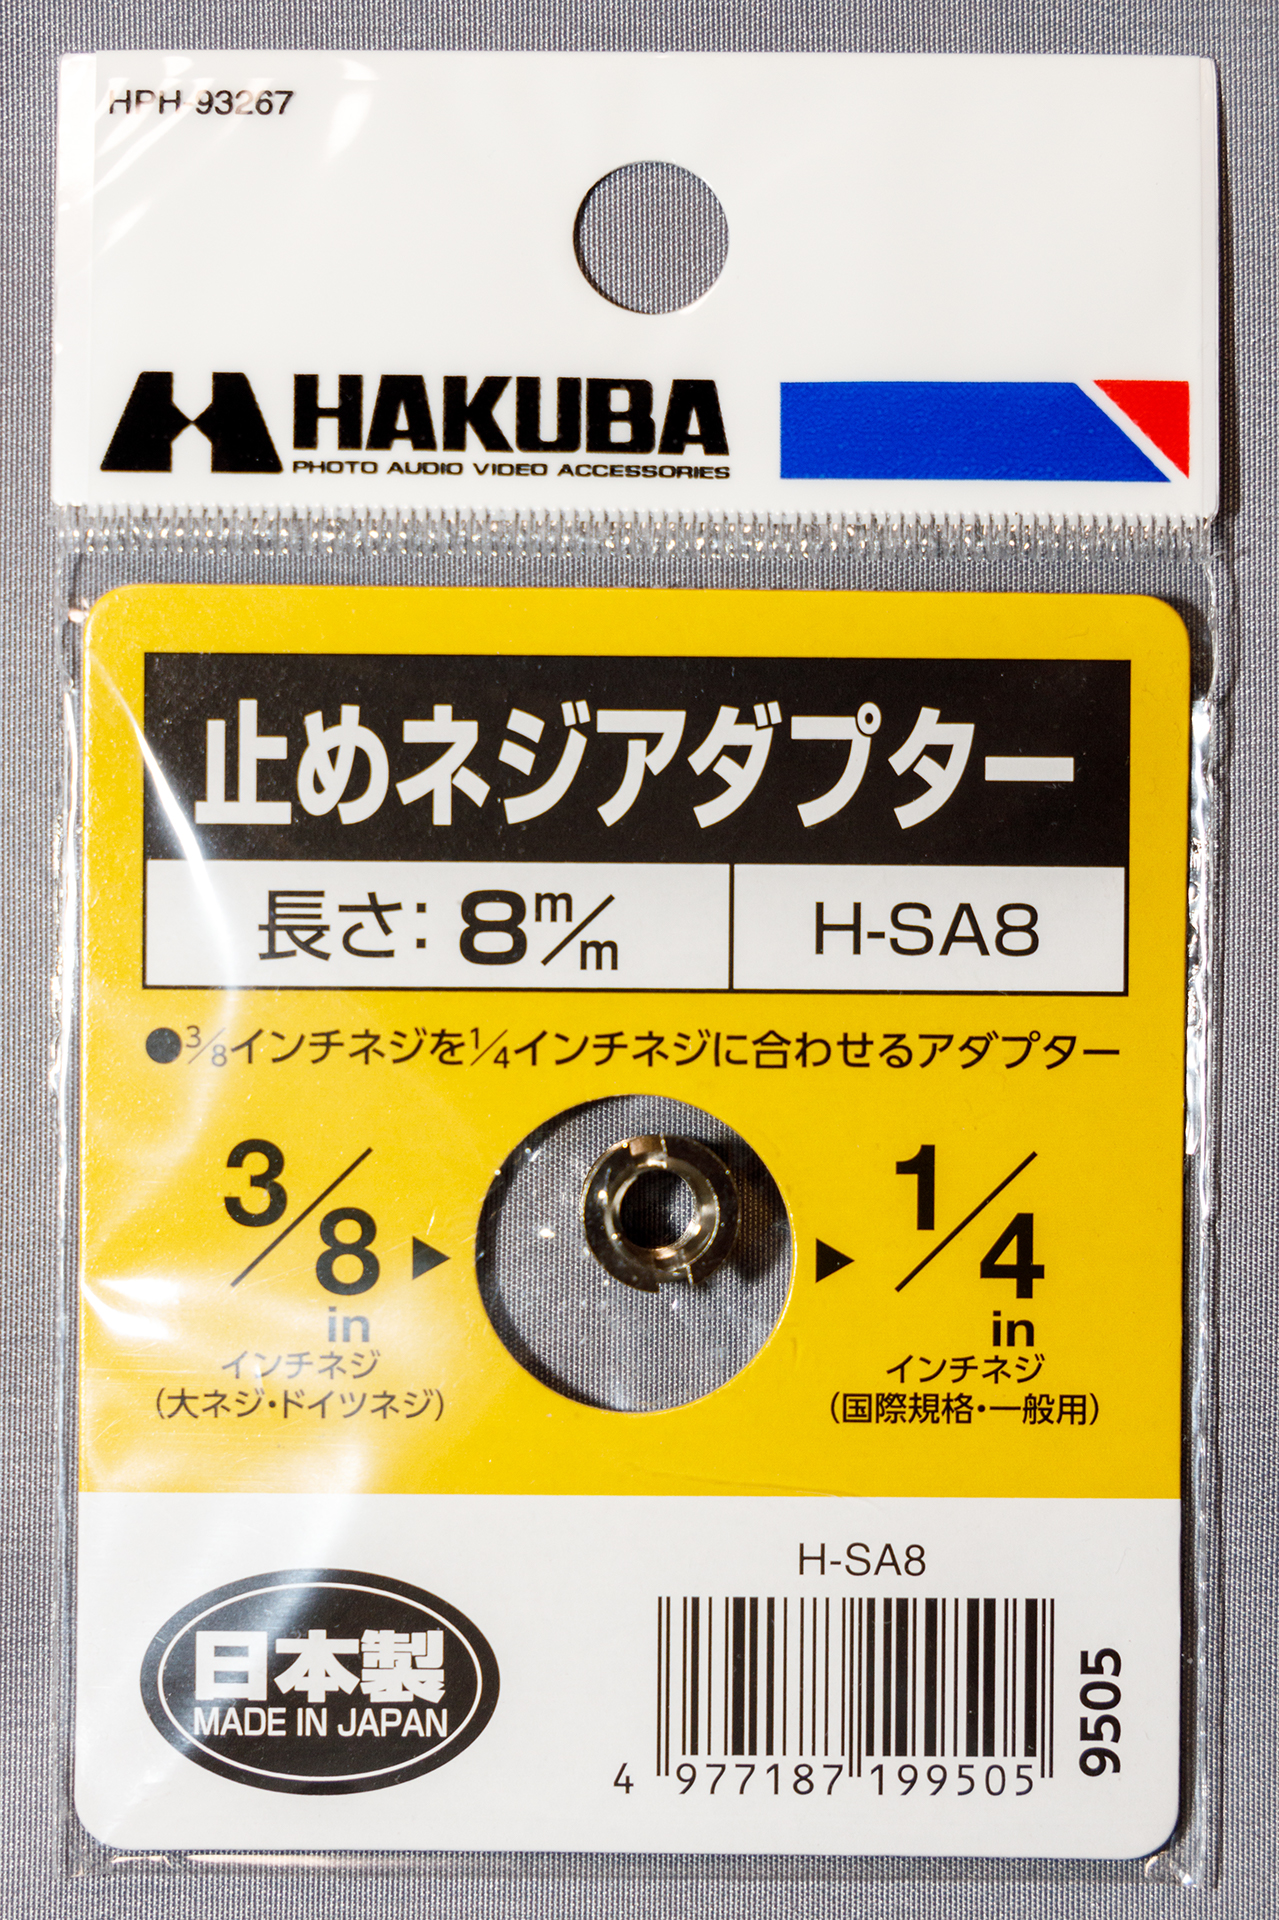 HPH-93267
HAKUBA
PHOTO AUDIO VIDEO ACCESSORIES
止めネジアダプター
長さ: 8m/m
H-SA8
●3/8インチネジを1/4インチネジに合わせるアダプター
3/8 in
インチネジ
(大ネジ・ドイツネジ)
▶
▶
1/4 in
インチネジ
(国際規格・一般用)
日本製
MADE IN JAPAN
H-SA8
4 977187 199505
9505